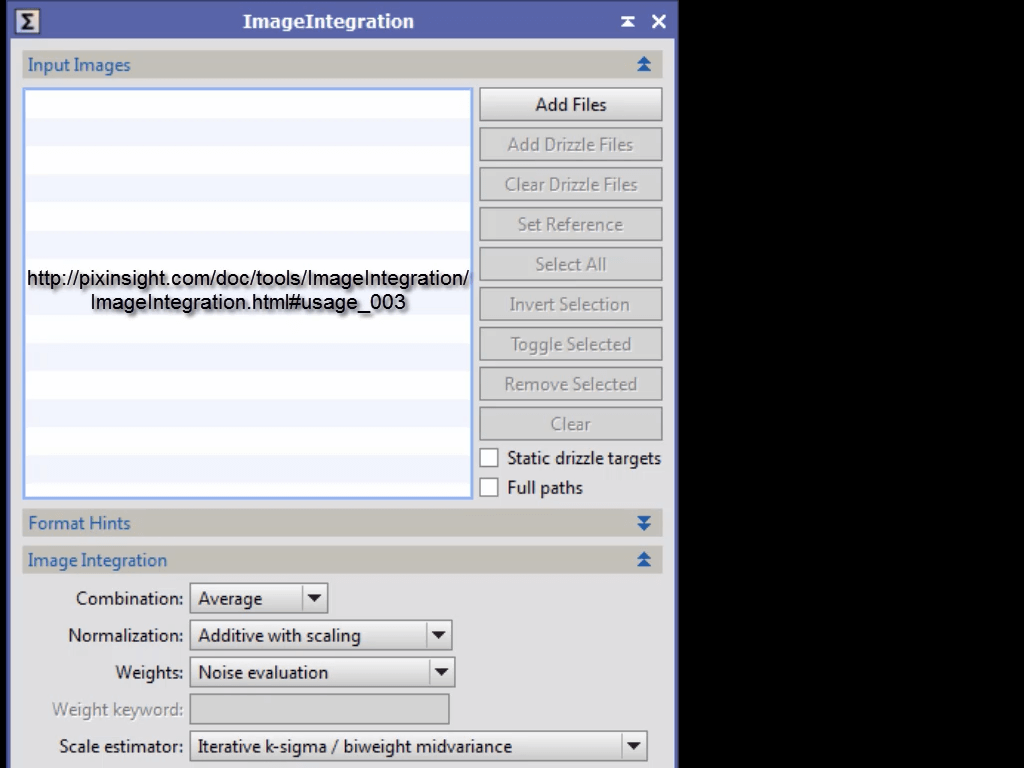 ImageIntegration
Input Images
Add Files
Add Drizzle Files
Clear Drizzle Files
Set Reference
Select All
Invert Selection
Toggle Selected
Remove Selected
Clear
Static drizzle targets
Full paths
http://pixinsight.com/doc/tools/ImageIntegration/
ImageIntegration.html#usage_003
Format Hints
Image Integration
Combination: Average
Normalization: Additive with scaling
Weights: Noise evaluation
Weight keyword:
Scale estimator: Iterative k-sigma / biweight midvariance